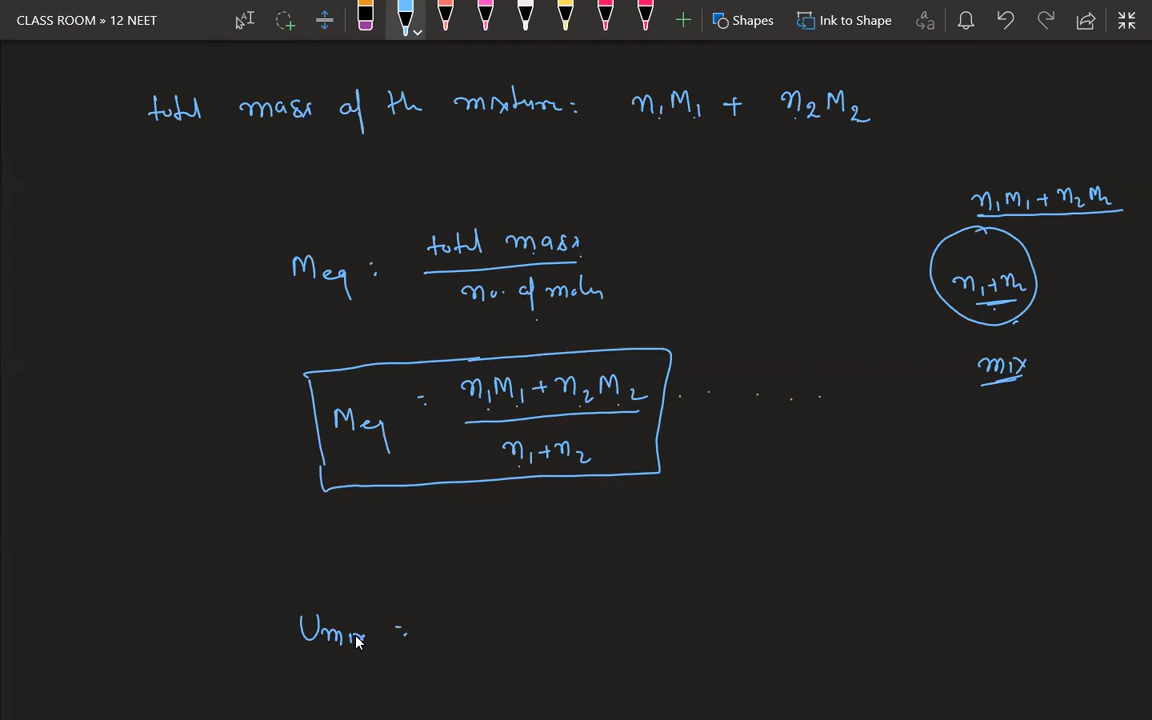 CLASS ROOM » 12 NEET
Shapes
Ink to Shape
total mass of the mixture: n₁M₁ + n₂M₂
n₁M₁ + n₂M₂
Meq : total mass
no. of moles
n₁+n₂
mix
Meq = n₁M₁ + n₂M₂
n₁+n₂
Umix =